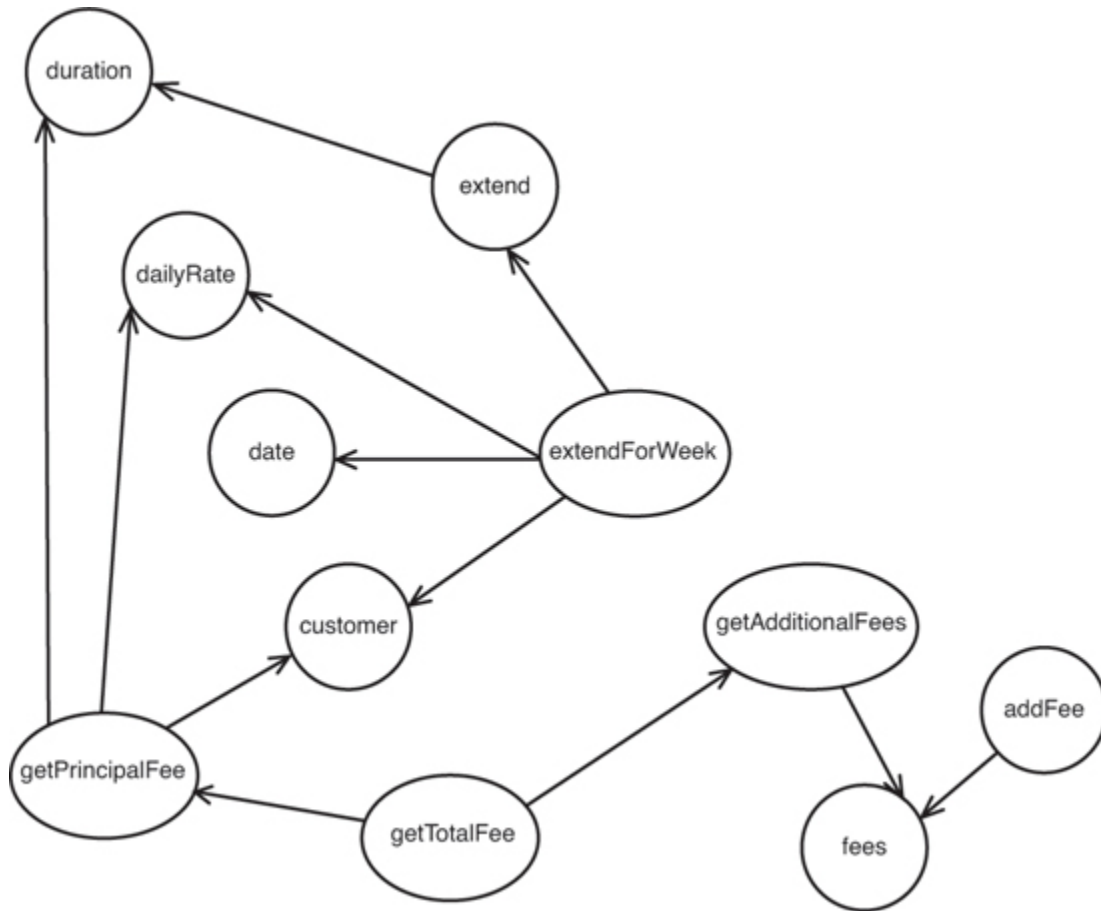 duration
extend
dailyRate
date
extendForWeek
customer
getAdditionalFees
addFee
getPrincipalFee
getTotalFee
fees